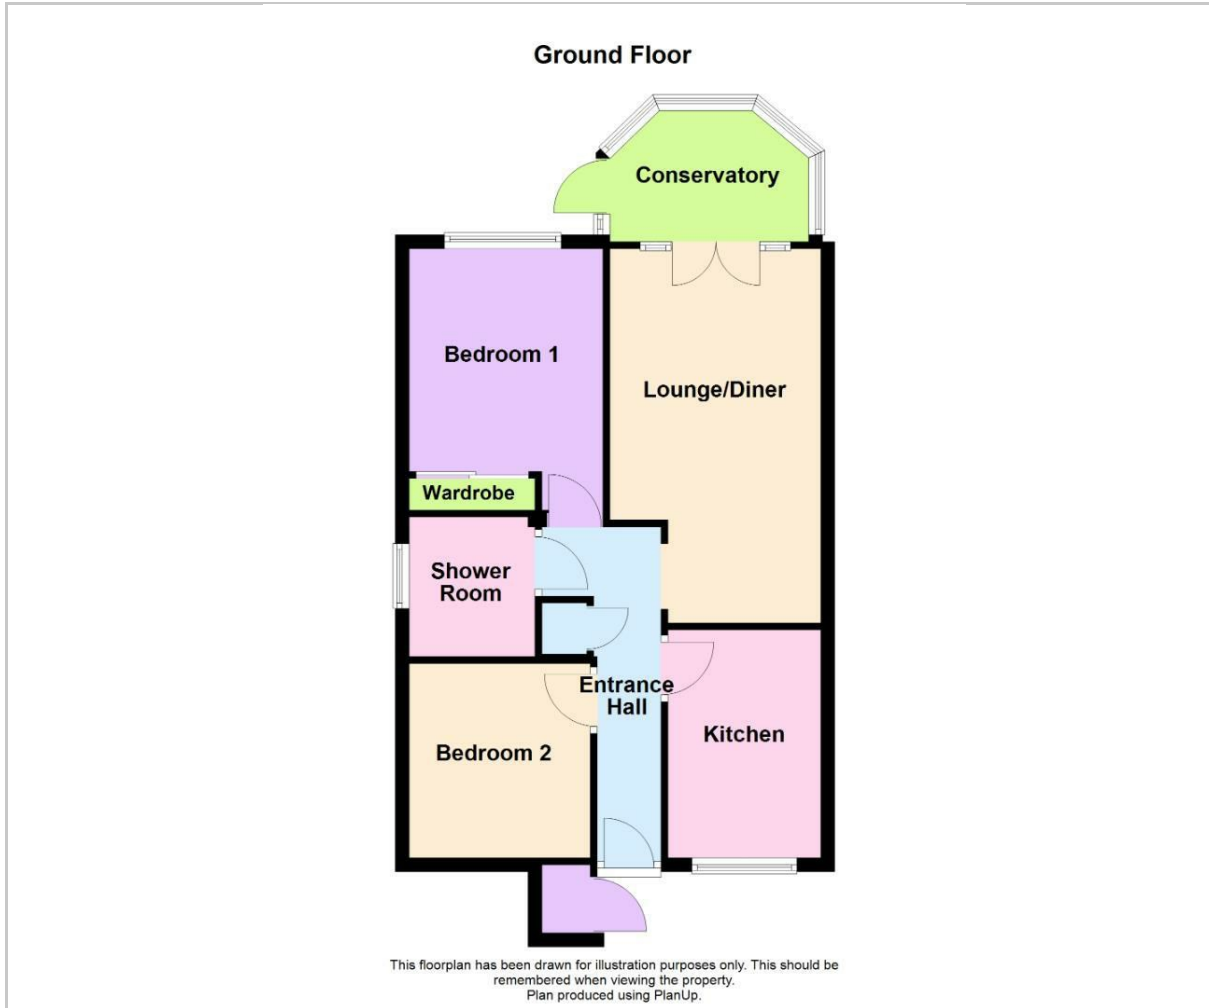 Ground Floor
Conservatory
Bedroom 1
Lounge/Diner
Wardrobe
Shower
Room
Entrance
Hall
Kitchen
Bedroom 2
This floorplan has been drawn for illustration purposes only. This should be
remembered when viewing the property.
Plan produced using PlanUp.